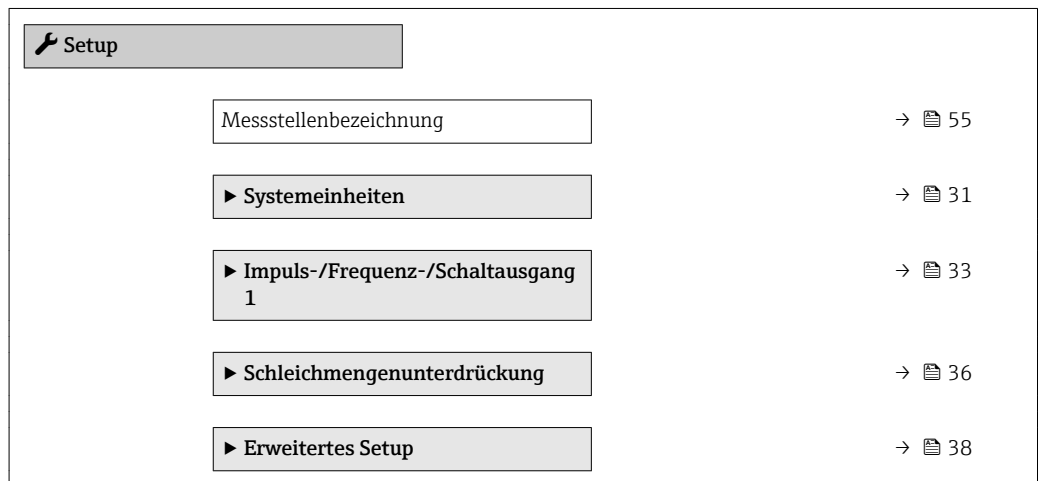 Setup
Messstellenbezeichnung → 55
▶ Systemeinheiten → 31
▶ Impuls-/Frequenz-/Schaltausgang → 33
1
▶ Schleichmengenunterdrückung → 36
▶ Erweitertes Setup → 38